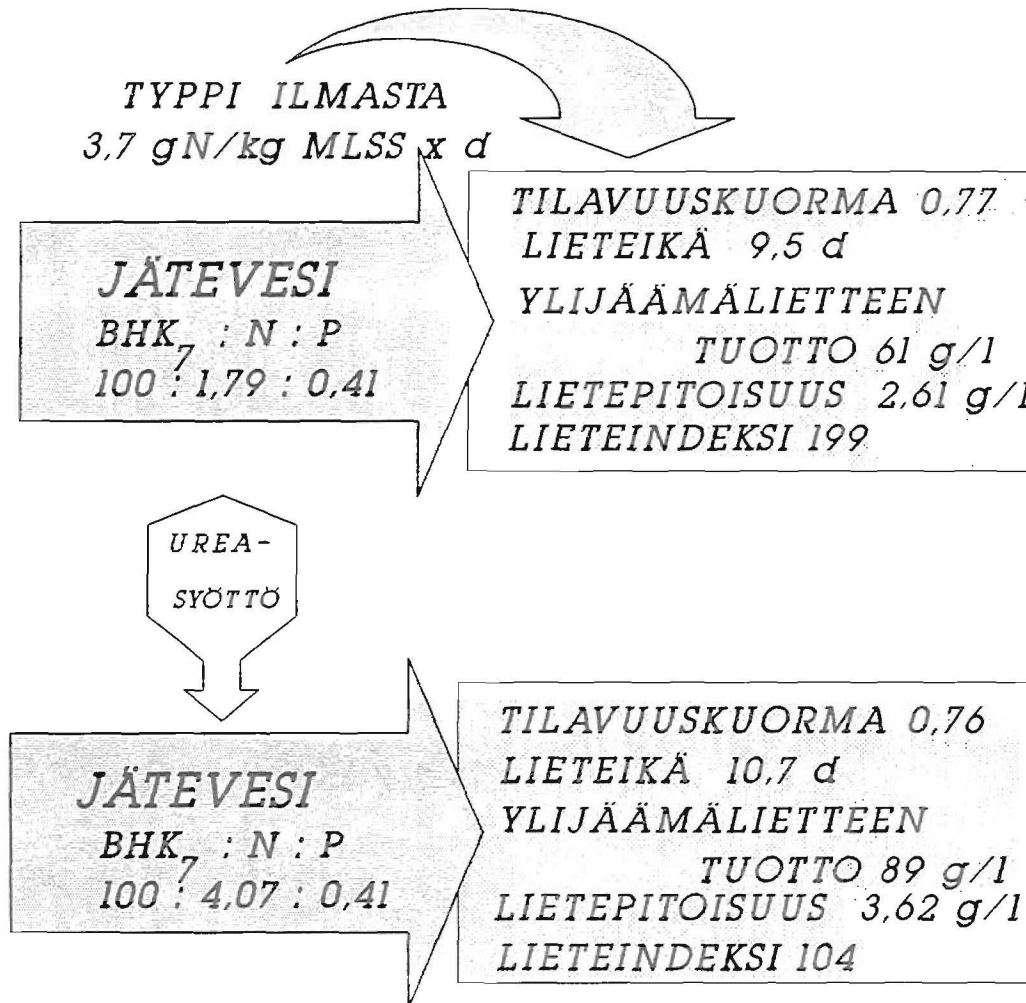 TYPPI ILMASTA
3,7 gN/kg MLSS x d
JÄTEVESI
BHK7 : N : P
100 : 1,79 : 0,41
TILAVUUSKUORMA 0,77
LIETEIKÄ 9,5 d
YLIJÄÄMÄLIETTEEN
TUOTTO 61 g/l
LIETEPITOISUUS 2,61 g/l
LIETEINDEKSI 199
UREA-
SYÖTTÖ
JÄTEVESI
BHK7 : N : P
100 : 4,07 : 0,41
TILAVUUSKUORMA 0,76
LIETEIKÄ 10,7 d
YLIJÄÄMÄLIETTEEN
TUOTTO 89 g/l
LIETEPITOISUUS 3,62 g/l
LIETEINDEKSI 104